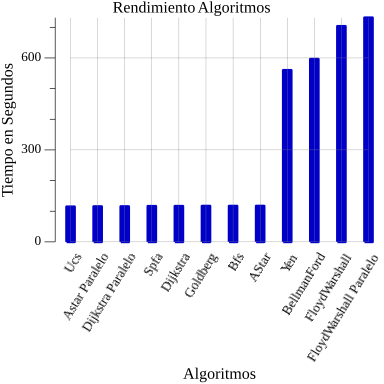 Rendimiento Algoritmos
Tiempo en Segundos
600
300
0
Ucs
Astar Paralelo
Dijkstra Paralelo
Spfa
Dijkstra
Goldberg
Bfs
AStar
Yen
BellmanFord
FloydWarshall
FloydWarshall Paralelo
Algoritmos